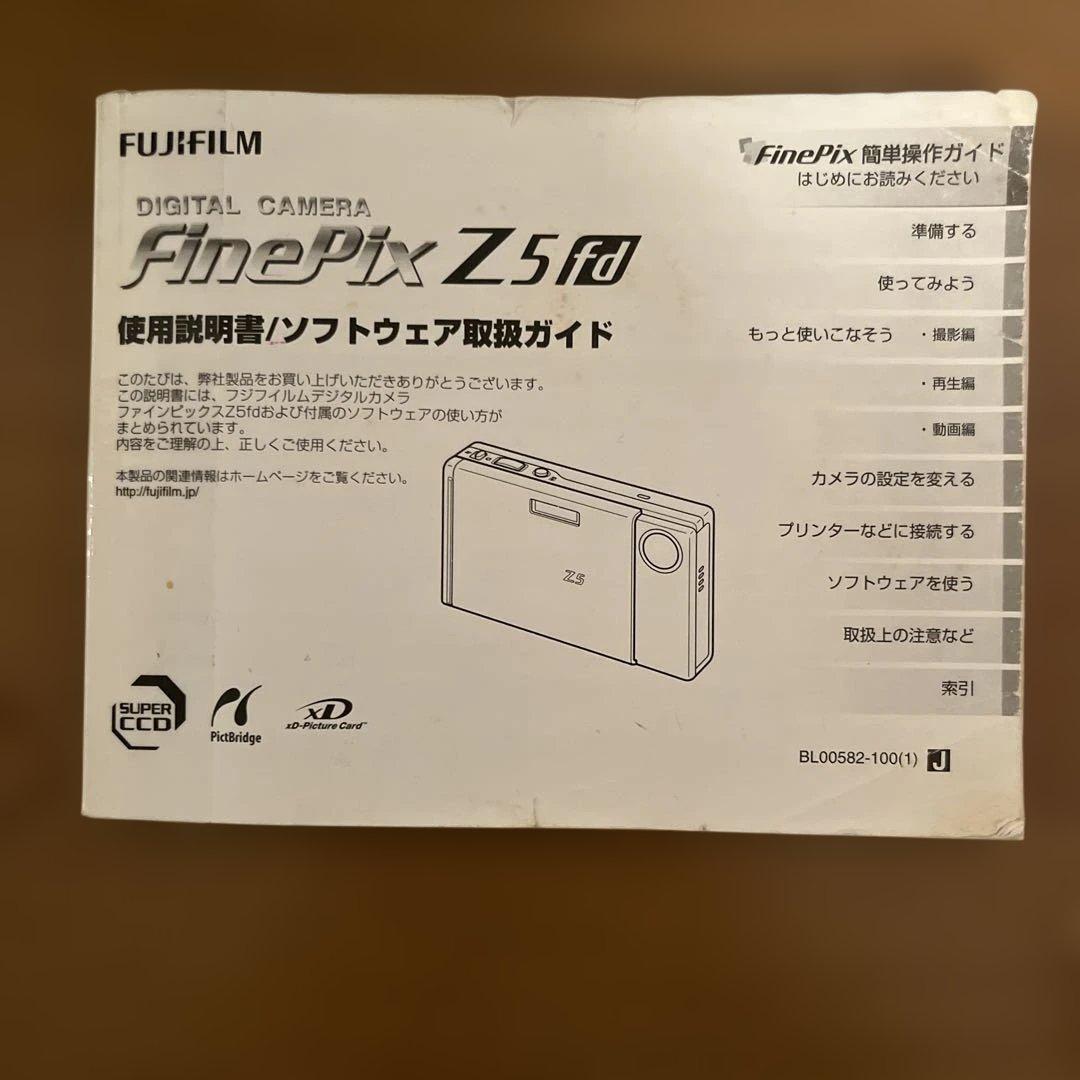 FUJIFILM
DIGITAL CAMERA
FinePix Z5fd
使用説明書/ソフトウェア取扱ガイド
このたびは、弊社製品をお買い上げいただきありがとうございます。
この説明書には、フジフイルムデジタルカメラ
ファインピックスZ5fdおよび付属のソフトウェアの使い方が
まとめられています。
内容をご理解の上、正しくご使用ください。
本製品の関連情報はホームページをご覧ください。
http://fujifilm.jp/
Z5
SUPER
CCD
PictBridge
xD
xD-Picture Card™
FinePix 簡単操作ガイド
はじめにお読みください
準備する
使ってみよう
もっと使いこなそう ・撮影編
・再生編
・動画編
カメラの設定を変える
プリンターなどに接続する
ソフトウェアを使う
取扱上の注意など
索引
BL00582-100(1) J